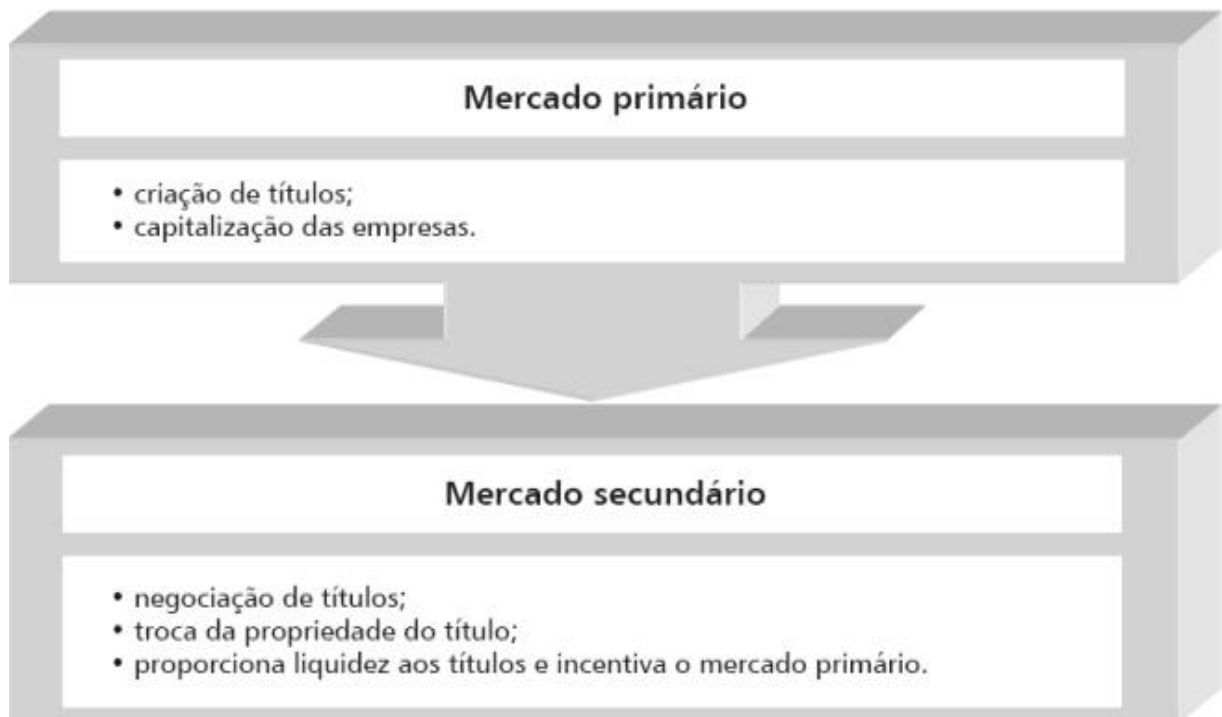 Mercado primário
• criação de títulos;
• capitalização das empresas.
Mercado secundário
• negociação de títulos;
• troca da propriedade do título;
• proporciona liquidez aos títulos e incentiva o mercado primário.